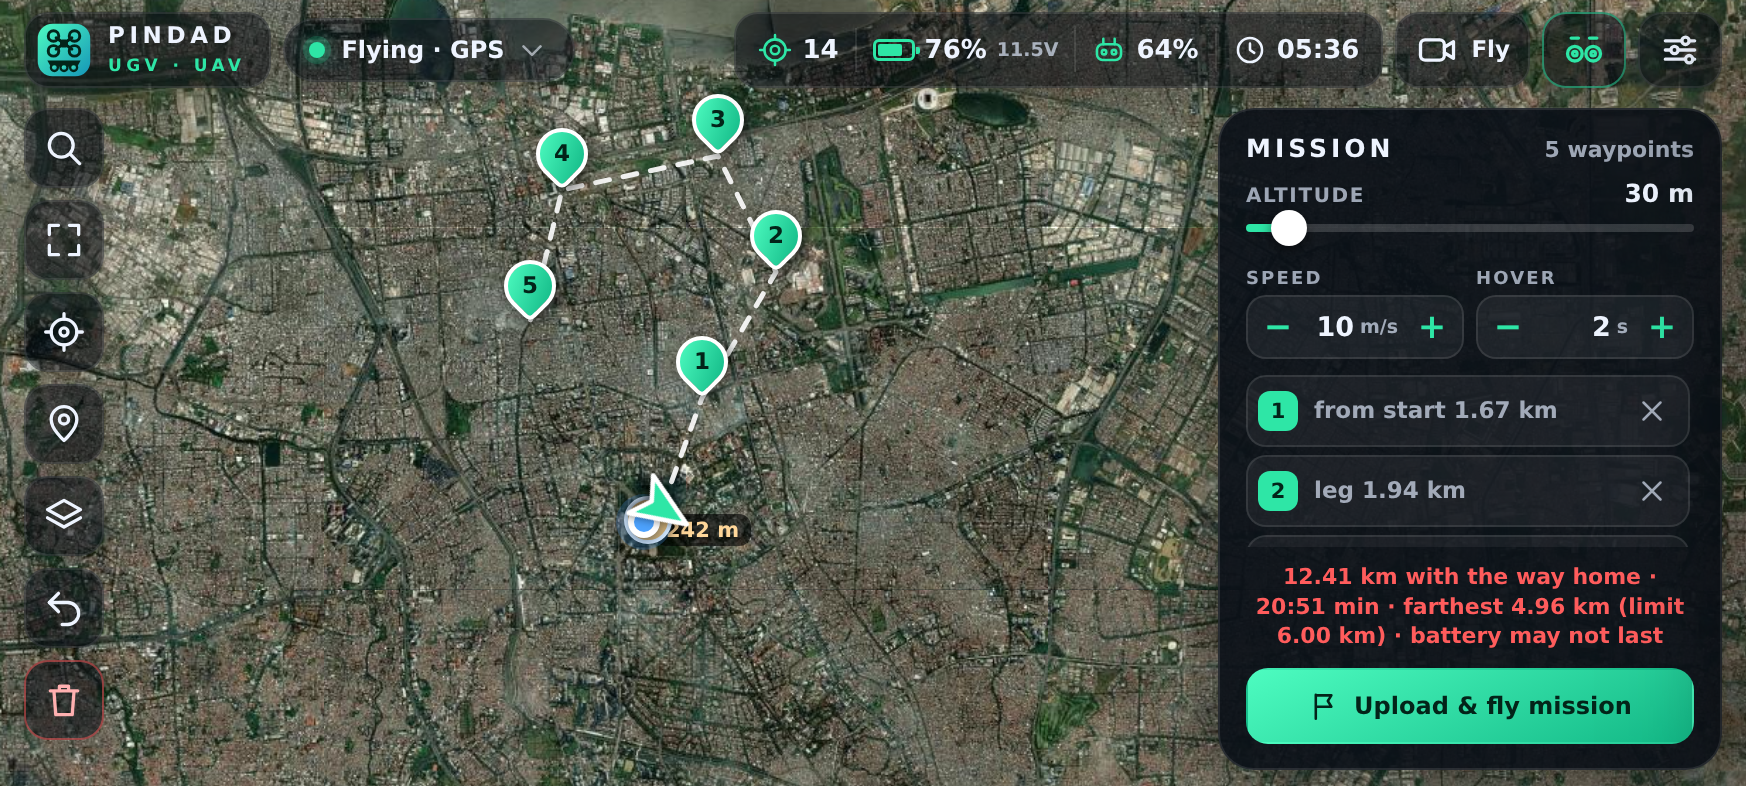 PINDAD
UGV · UAV
Flying · GPS
14
76% 11.5V
64%
05:36
Fly
3
4
2
5
1
242 m
MISSION
5 waypoints
ALTITUDE
30 m
SPEED
HOVER
− 10 m/s +
− 2 s +
1 from start 1.67 km
2 leg 1.94 km
12.41 km with the way home ·
20:51 min · farthest 4.96 km (limit
6.00 km) · battery may not last
Upload & fly mission